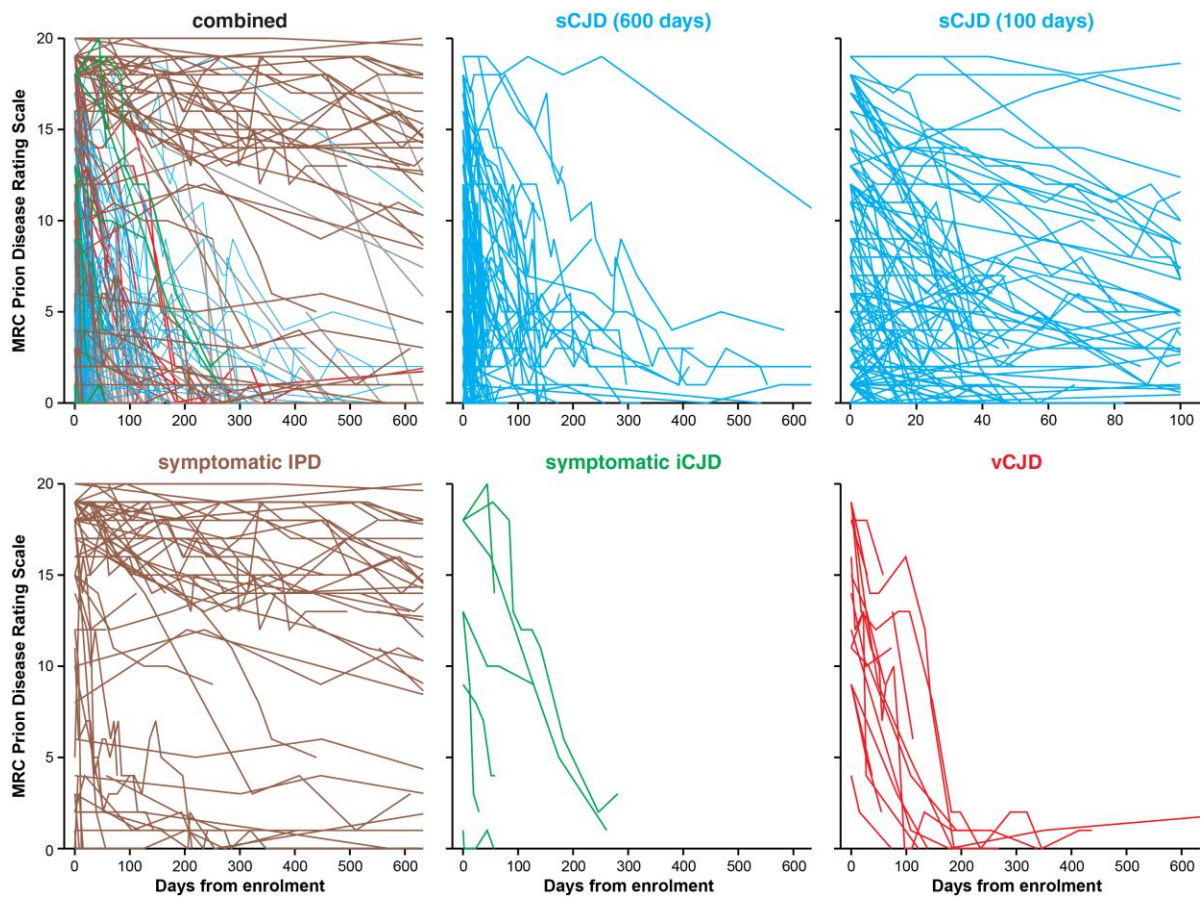 combined
sCJD (600 days)
sCJD (100 days)
MRC Prion Disease Rating Scale
20
15
10
5
0
0 100 200 300 400 500 600
0 100 200 300 400 500 600
0 20 40 60 80 100
symptomatic IPD
symptomatic iCJD
vCJD
MRC Prion Disease Rating Scale
20
15
10
5
0
0 100 200 300 400 500 600
0 100 200 300 400 500 600
0 100 200 300 400 500 600
Days from enrolment
Days from enrolment
Days from enrolment